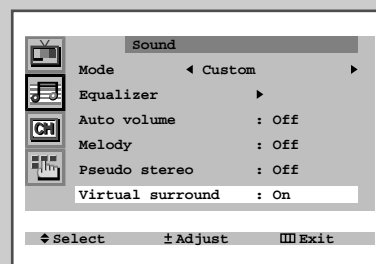 Sound
Mode ◀ Custom ▶
Equalizer ▶
Auto volume : Off
CH
Melody : Off
Pseudo stereo : Off
Virtual surround : On
Select ± Adjust Exit